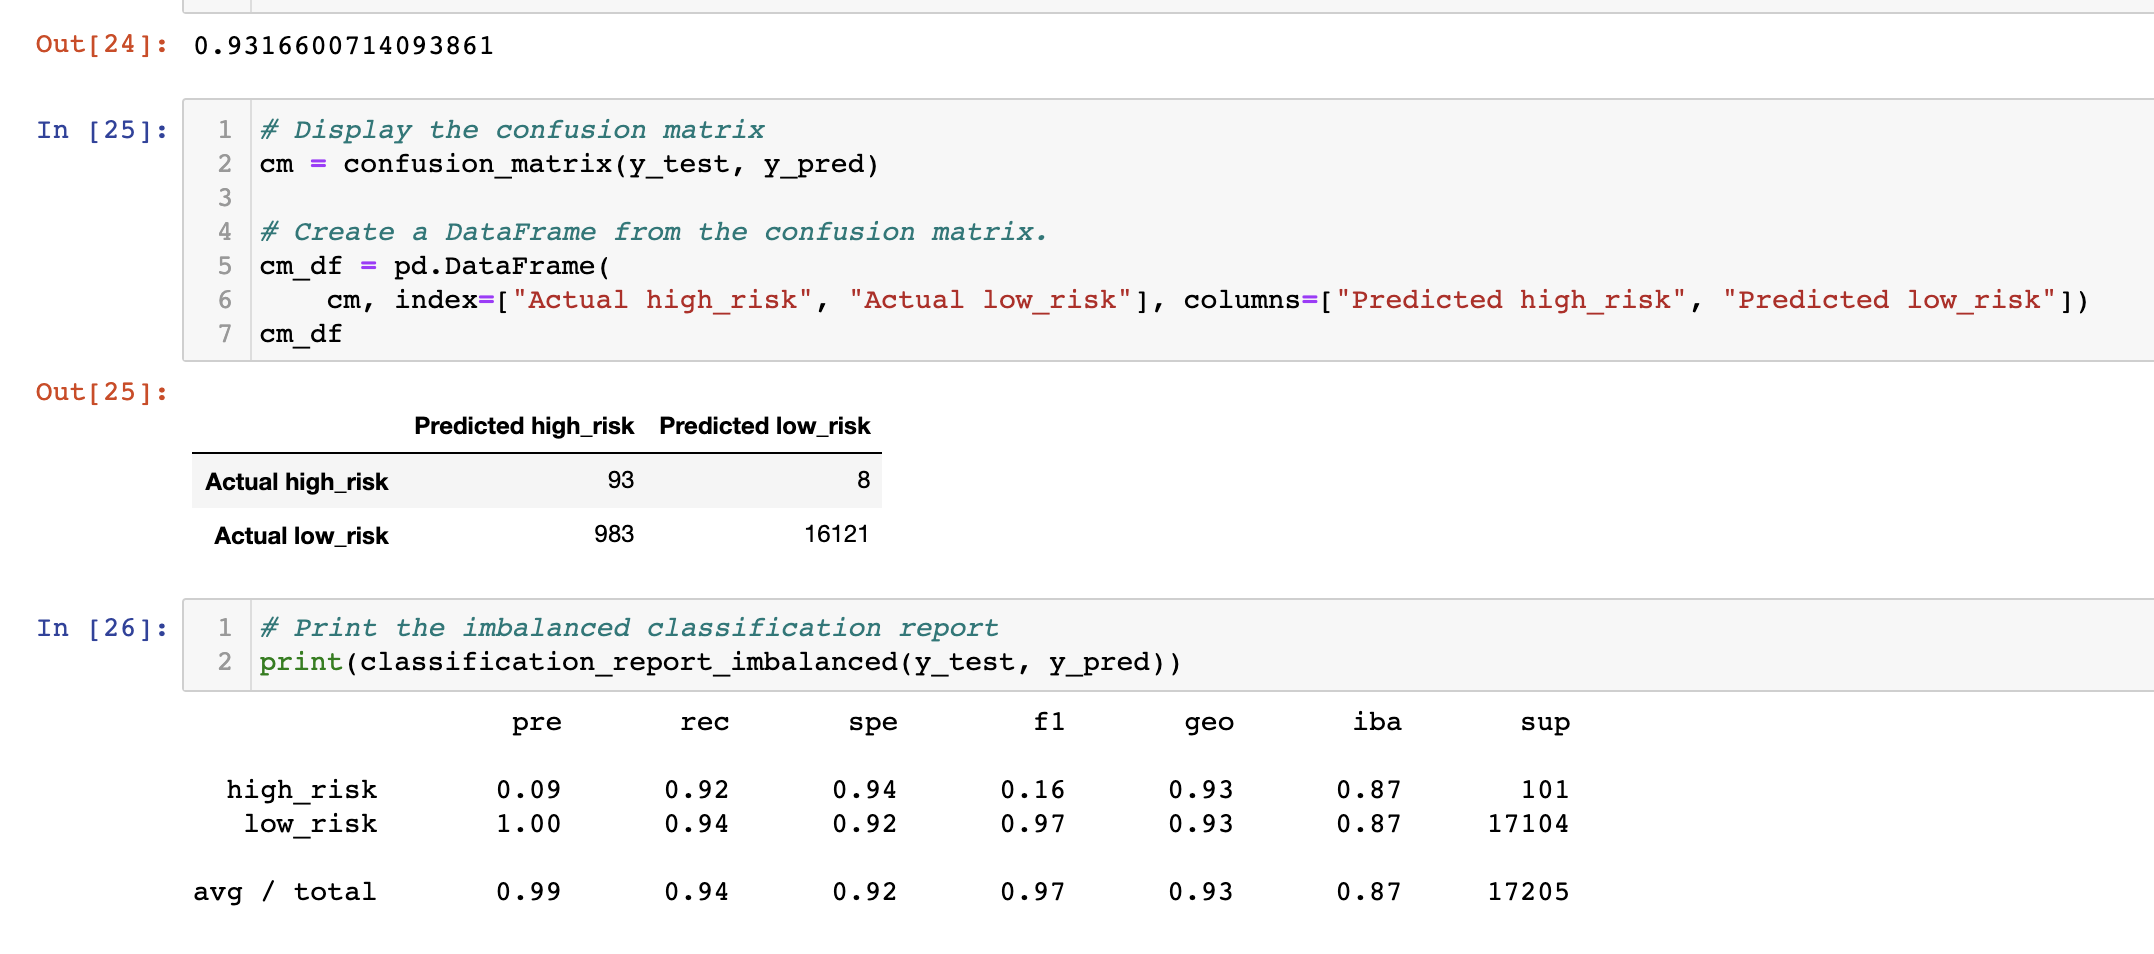 Out[24]: 0.9316600714093861
In [25]:
1 # Display the confusion matrix
2 cm = confusion_matrix(y_test, y_pred)
3
4 # Create a DataFrame from the confusion matrix.
5 cm_df = pd.DataFrame(
6     cm, index=["Actual high_risk", "Actual low_risk"], columns=["Predicted high_risk", "Predicted low_risk"])
7 cm_df
Out[25]:
Predicted high_risk Predicted low_risk
Actual high_risk 93 8
Actual low_risk 983 16121
In [26]:
1 # Print the imbalanced classification report
2 print(classification_report_imbalanced(y_test, y_pred))
pre rec spe f1 geo iba sup
high_risk 0.09 0.92 0.94 0.16 0.93 0.87 101
low_risk 1.00 0.94 0.92 0.97 0.93 0.87 17104
avg / total 0.99 0.94 0.92 0.97 0.93 0.87 17205